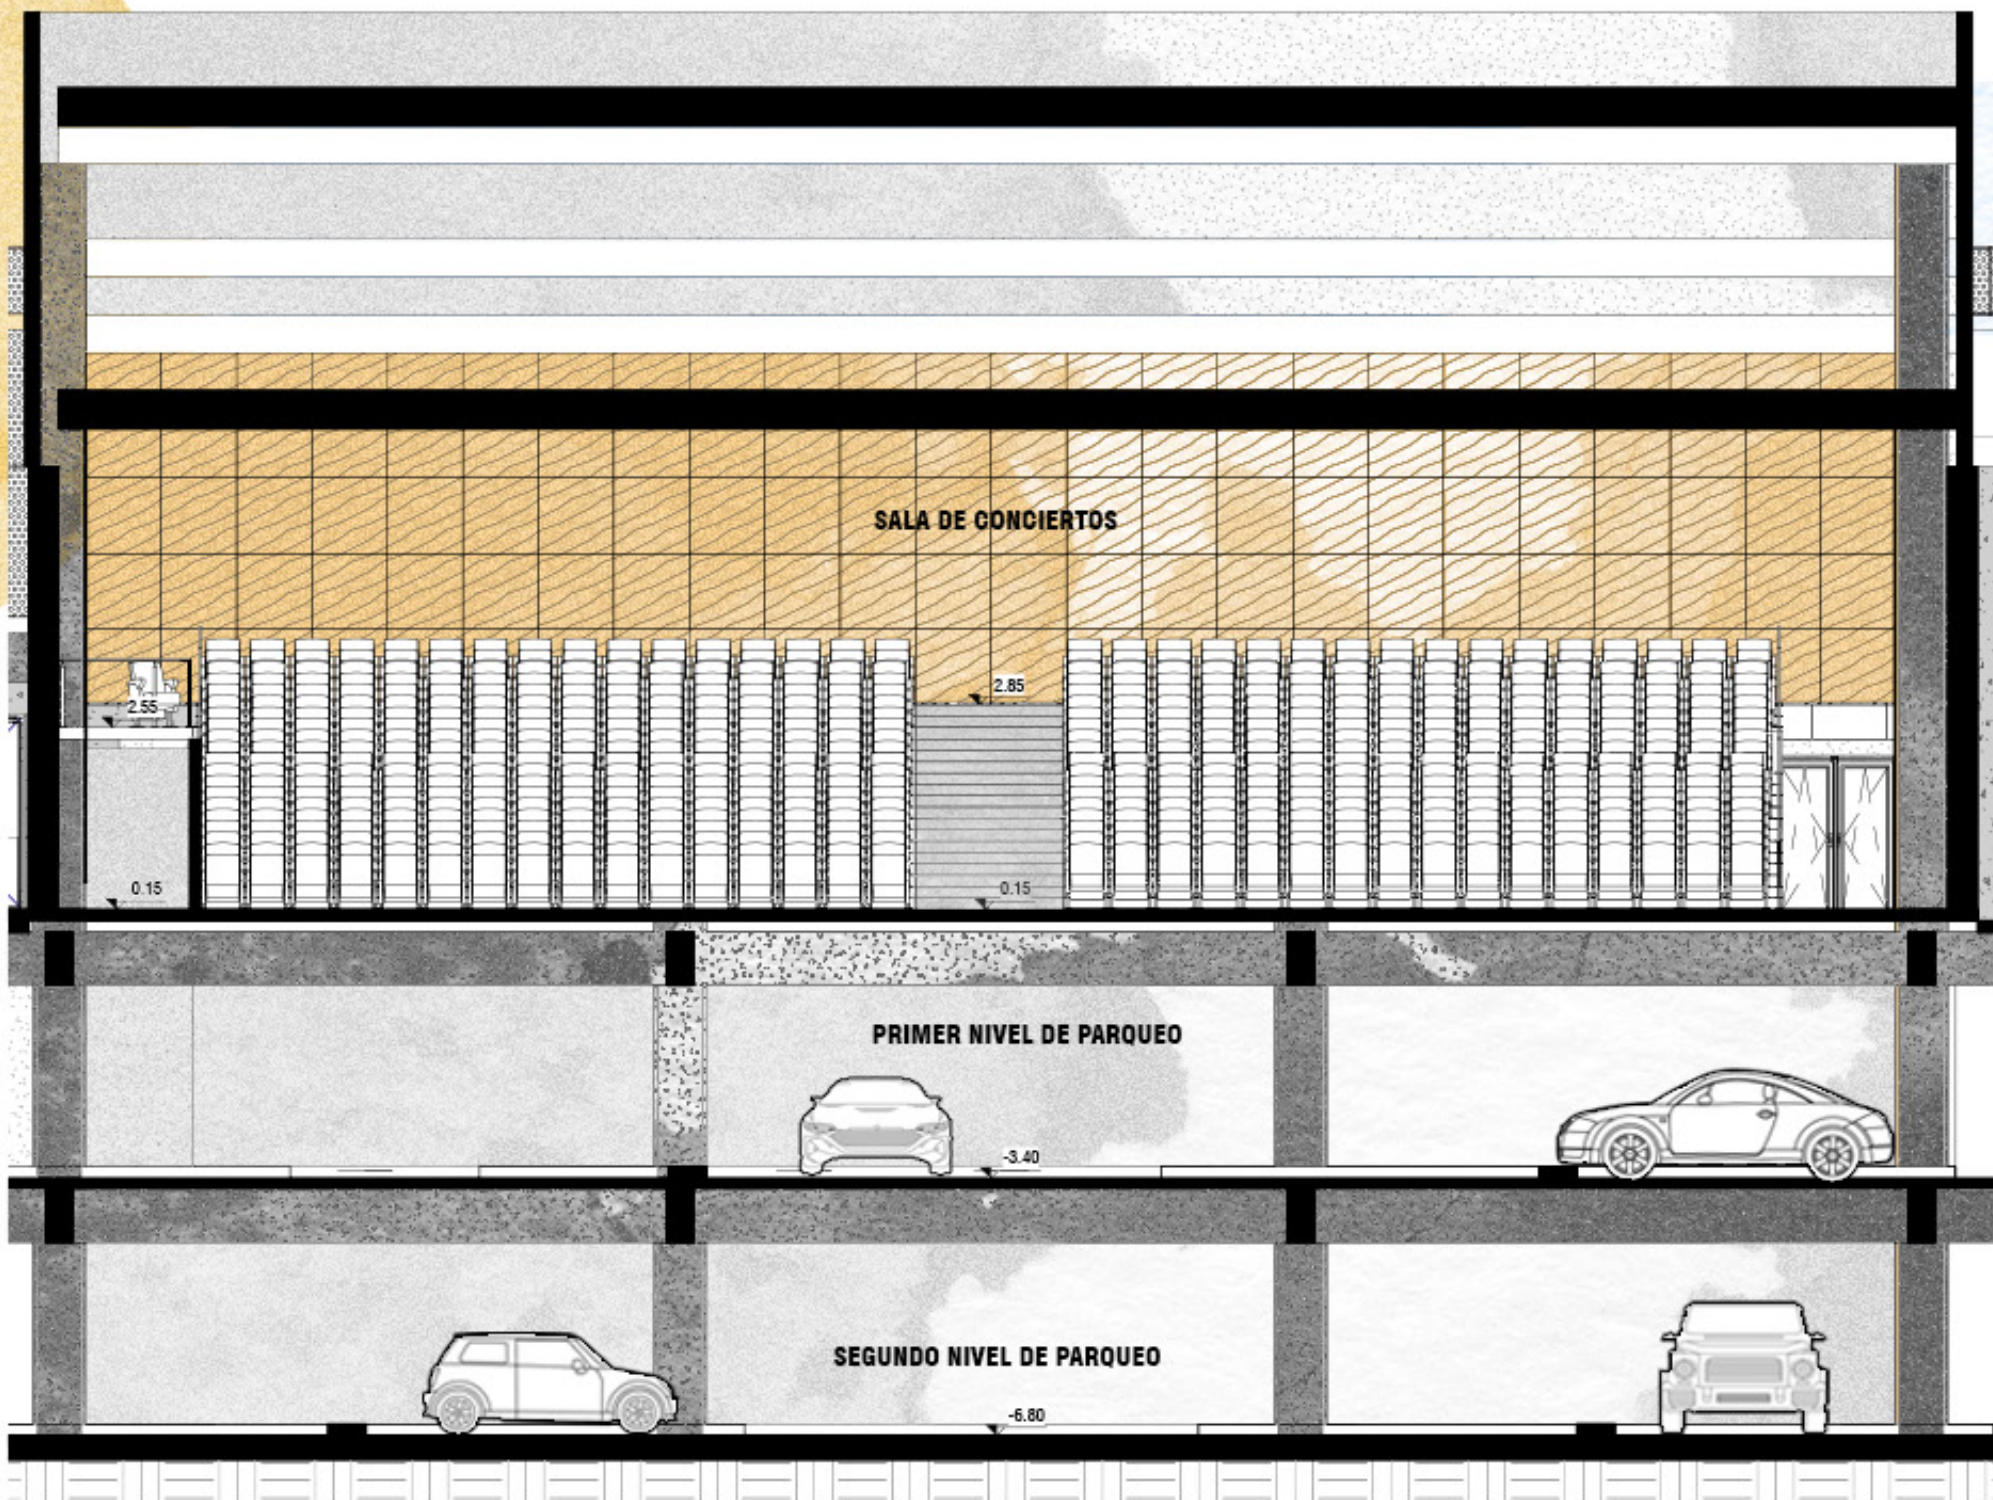 SALA DE CONCIERTOS
2.85
2.55
0.15
0.15
PRIMER NIVEL DE PARQUEO
-3.40
SEGUNDO NIVEL DE PARQUEO
-6.80